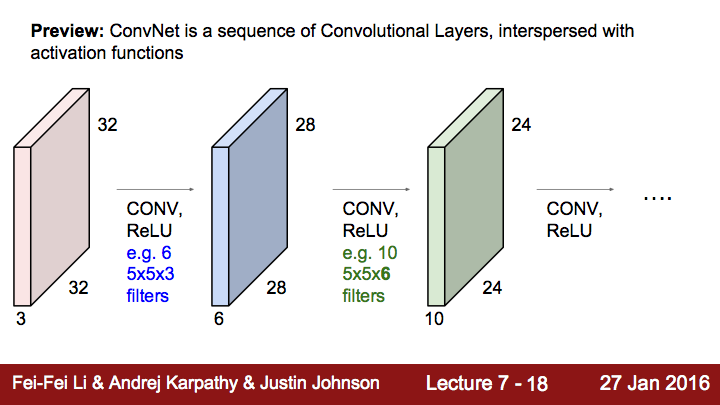 Preview: ConvNet is a sequence of Convolutional Layers, interspersed with
activation functions
32
32
3
CONV,
ReLU
e.g. 6
5x5x3
filters
28
28
6
CONV,
ReLU
e.g. 10
5x5x6
filters
24
24
10
CONV,
ReLU
....
Fei-Fei Li & Andrej Karpathy & Justin Johnson
Lecture 7 - 18
27 Jan 2016